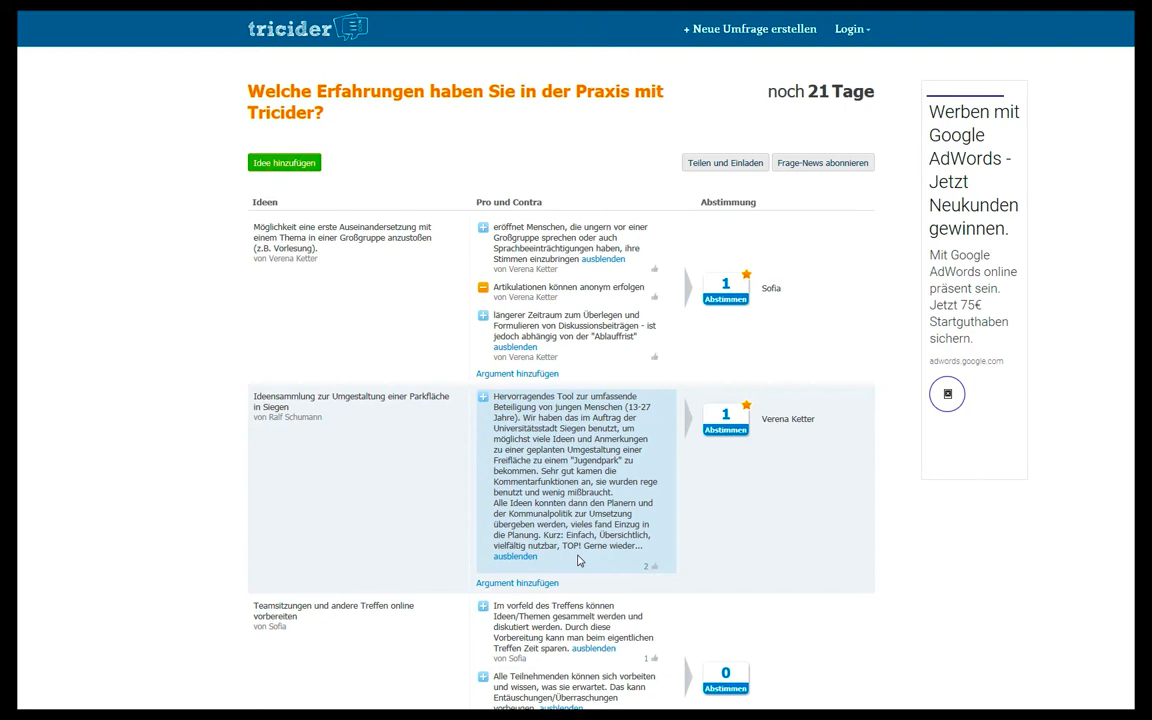 tricider
+ Neue Umfrage erstellen
Login
Welche Erfahrungen haben Sie in der Praxis mit
Tricider?
noch 21 Tage
Idee hinzufügen
Teilen und Einladen
Frage-News abonnieren
Ideen
Pro und Contra
Abstimmung
Möglichkeit eine erste Auseinandersetzung mit
einem Thema in einer Großgruppe anzustoßen
(z.B. Vorlesung).
von Verena Ketter
eröffnet Menschen, die ungern vor einer
Großgruppe sprechen oder auch
Sprachbeeinträchtigungen haben, ihre
Stimmen einzubringen ausblenden
von Verena Ketter
Artikulationen können anonym erfolgen
von Verena Ketter
längerer Zeitraum zum Überlegen und
Formulieren von Diskussionsbeiträgen - ist
jedoch abhängig von der "Ablauffrist"
ausblenden
von Verena Ketter
Argument hinzufügen
1
Abstimmen
Sofia
Ideensammlung zur Umgestaltung einer Parkfläche
in Siegen
von Ralf Schumann
Hervorragendes Tool zur umfassende
Beteiligung von jungen Menschen (13-27
Jahre). Wir haben das im Auftrag der
Universitätsstadt Siegen benutzt, um
möglichst viele Ideen und Anmerkungen
zu einer geplanten Umgestaltung einer
Freifläche zu einem "Jugendpark" zu
bekommen. Sehr gut kamen die
Kommentarfunktionen an, sie wurden rege
benutzt und wenig mißbraucht.
Alle Ideen konnten dann den Planern und
der Kommunalpolitik zur Umsetzung
übergeben werden, vieles fand Einzug in
die Planung. Kurz: Einfach, Übersichtlich,
vielfältig nutzbar, TOP! Gerne wieder...
ausblenden
2
Argument hinzufügen
1
Abstimmen
Verena Ketter
Teamsitzungen und andere Treffen online
vorbereiten
von Sofia
Im vorfeld des Treffens können
Ideen/Themen gesammelt werden und
diskutiert werden. Durch diese
Vorbereitung kann man beim eigentlichen
Treffen Zeit sparen. ausblenden
von Sofia
1
Alle Teilnehmenden können sich vorbeiten
und wissen, was sie erwartet. Das kann
Entäuschungen/Überraschungen
vorbeugen. ausblenden
0
Abstimmen
Werben mit
Google
AdWords -
Jetzt
Neukunden
gewinnen.
Mit Google
AdWords online
präsent sein.
Jetzt 75€
Startguthaben
sichern.
adwords.google.com